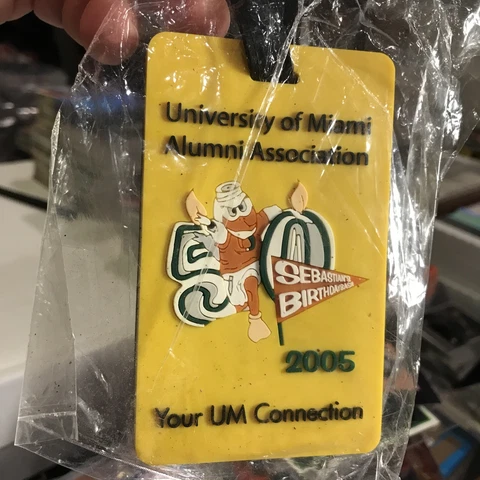 University of Miami
Alumni Association
50
SEBASTIAN'S
BIRTHDAY BASH
2005
Your UM Connection